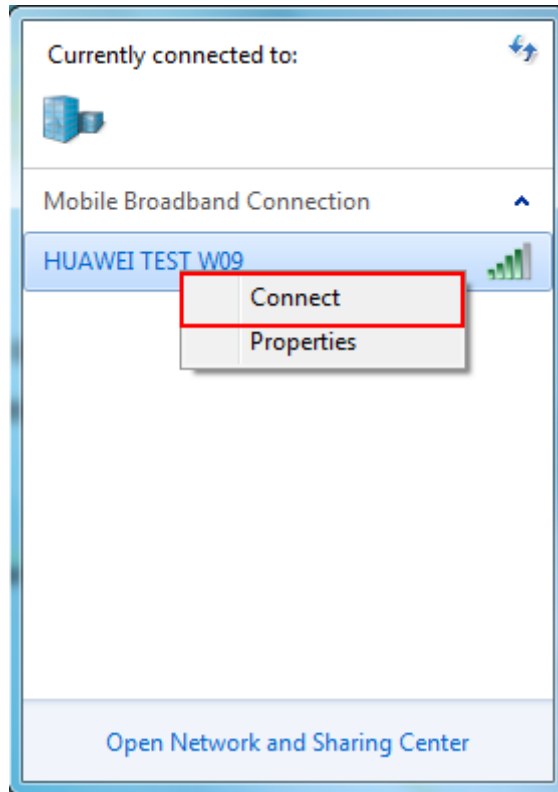 Currently connected to:
Mobile Broadband Connection
HUAWEI TEST W09
Connect
Properties
Open Network and Sharing Center